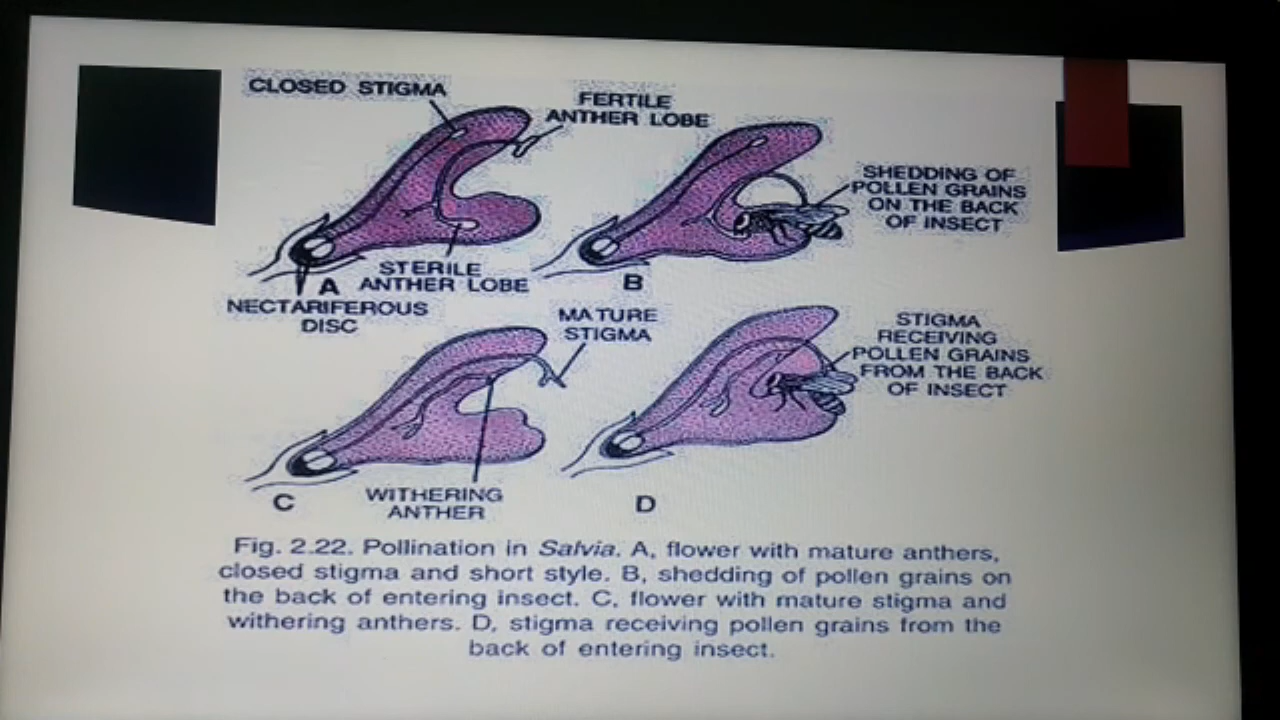 CLOSED STIGMA
FERTILE
ANTHER LOBE
SHEDDING OF
POLLEN GRAINS
ON THE BACK
OF INSECT
STERILE
ANTHER LOBE
A
B
NECTARIFEROUS
DISC
MATURE
STIGMA
STIGMA
RECEIVING
POLLEN GRAINS
FROM THE BACK
OF INSECT
WITHERING
ANTHER
C
D
Fig. 2.22. Pollination in Salvia. A, flower with mature anthers,
closed stigma and short style. B, shedding of pollen grains on
the back of entering insect. C, flower with mature stigma and
withering anthers. D, stigma receiving pollen grains from the
back of entering insect.